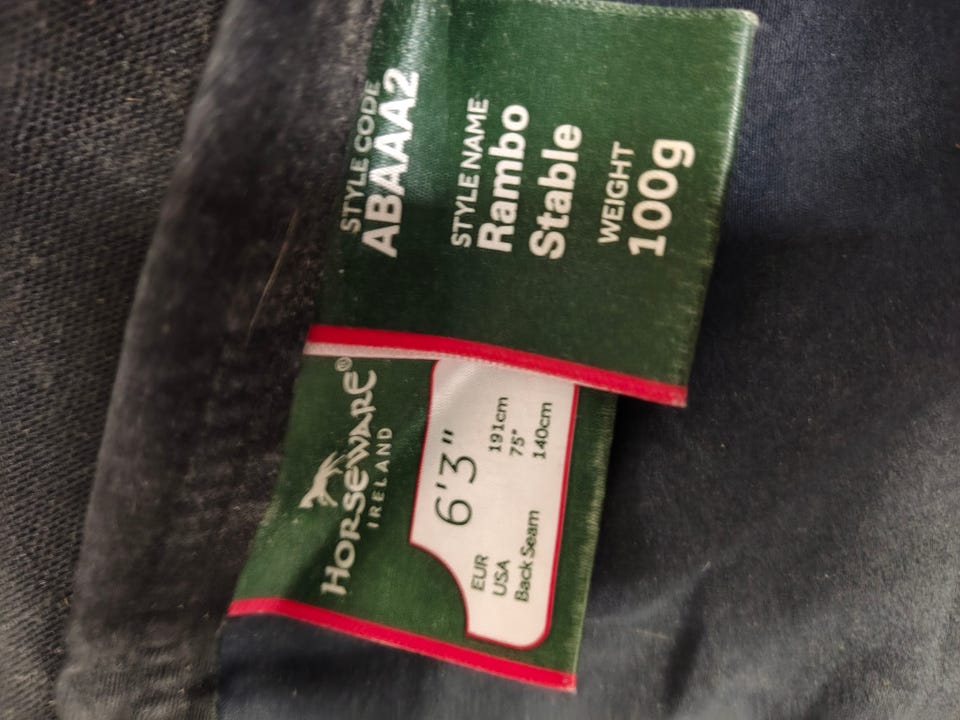 STYLE CODE
ABAAA2
STYLE NAME
Rambo
Stable
WEIGHT
100g
HORSEWARE®
IRELAND
6'3"
EUR 191cm
USA 75"
Back Seam 140cm